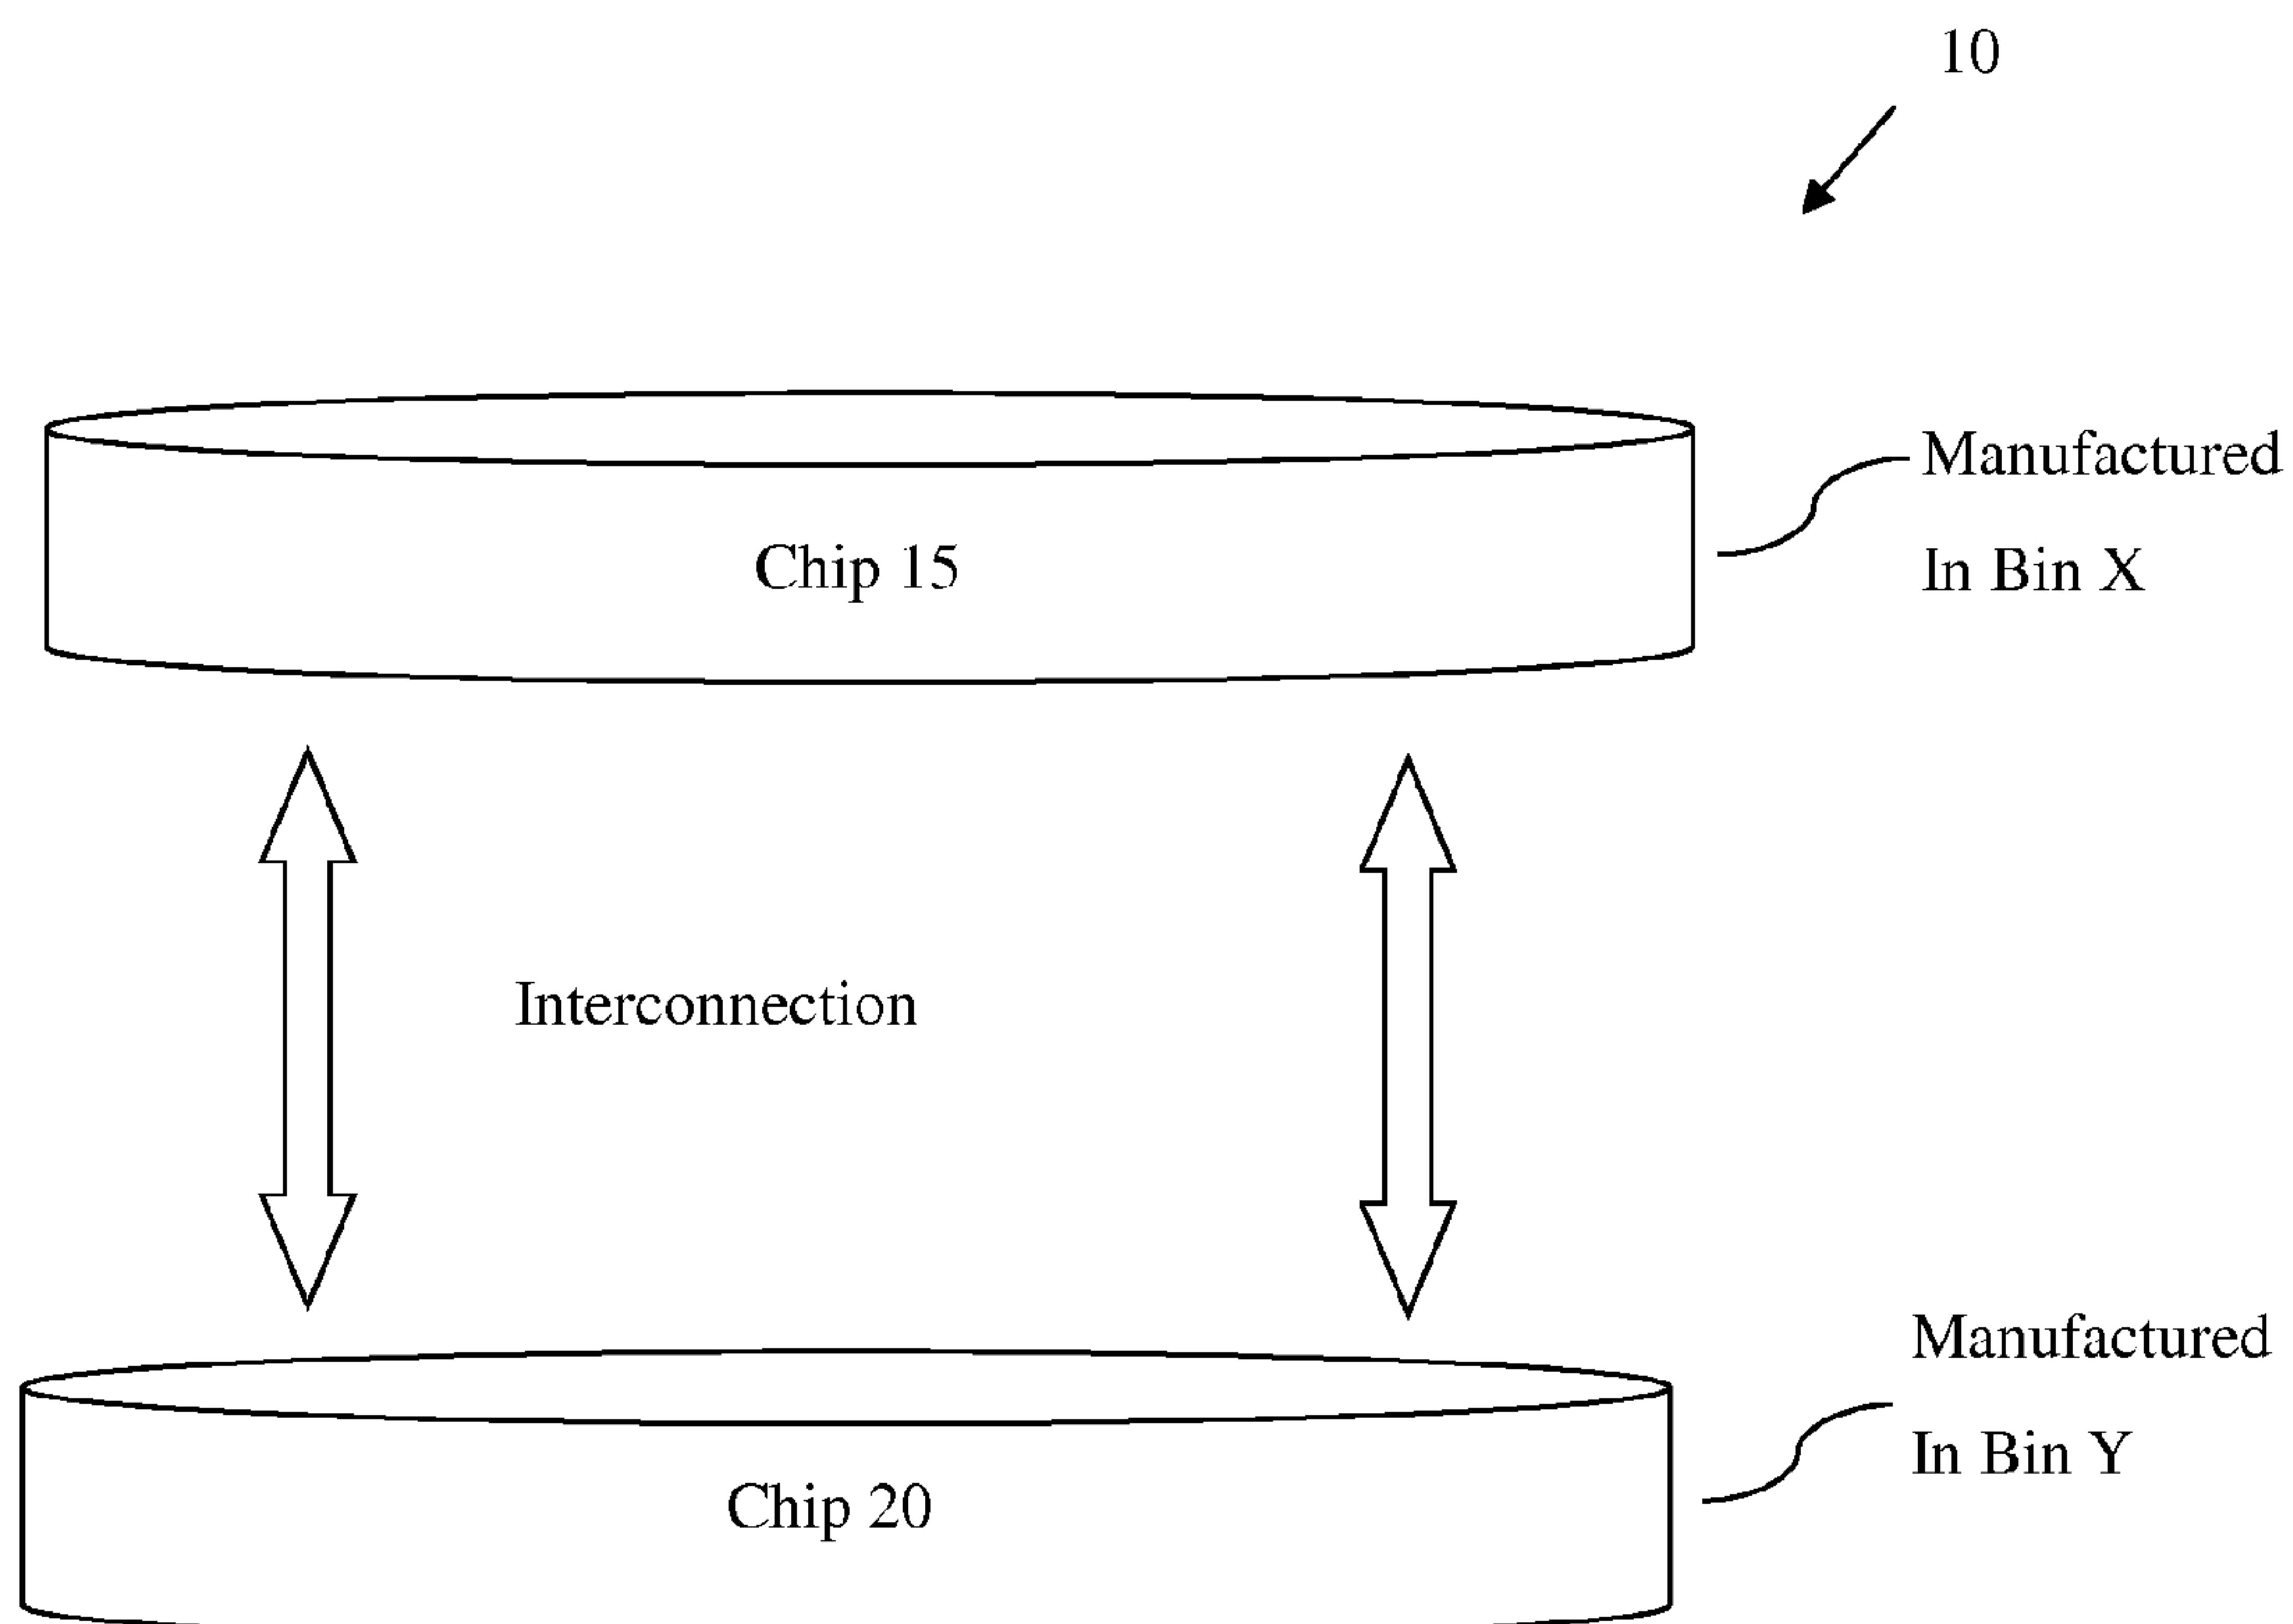 10
Manufactured
In Bin X
Chip 15
Interconnection
Manufactured
In Bin Y
Chip 20